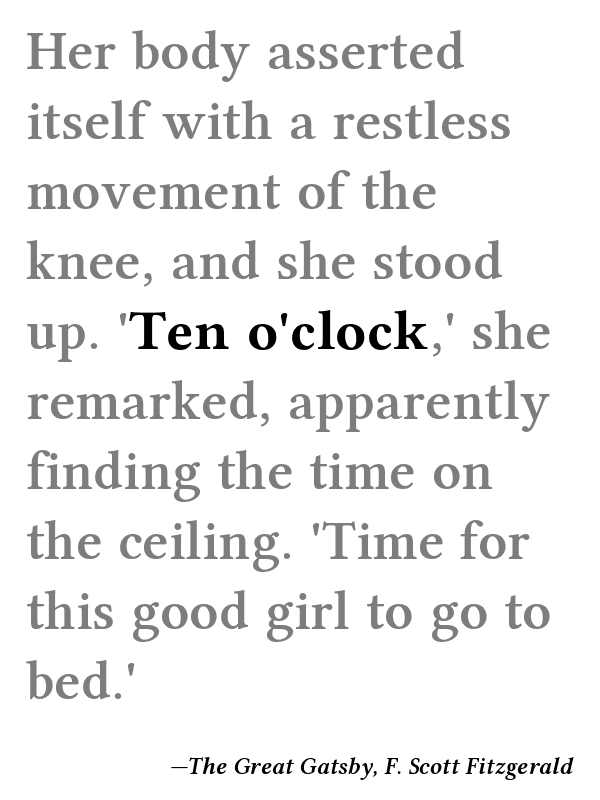 Her body asserted
itself with a restless
movement of the
knee, and she stood
up. 'Ten o'clock,' she
remarked, apparently
finding the time on
the ceiling. 'Time for
this good girl to go to
bed.'
—The Great Gatsby, F. Scott Fitzgerald